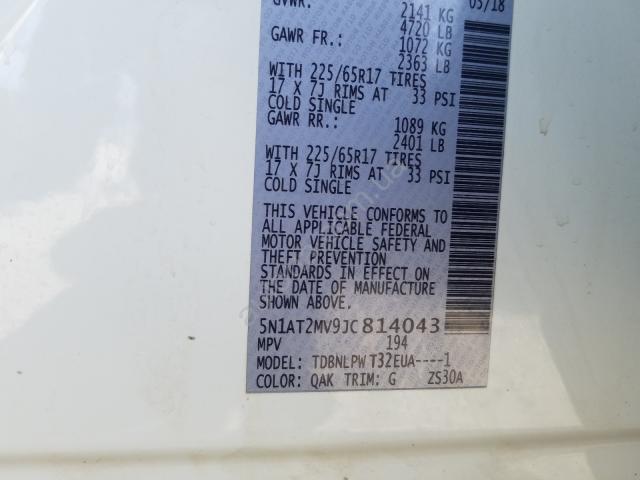 GVWR: 05/18
2141 KG
4720 LB
GAWR FR.: 1072 KG
2363 LB
WITH 225/65R17 TIRES
17 X 7J RIMS AT 33 PSI
COLD SINGLE
GAWR RR.: 1089 KG
2401 LB
WITH 225/65R17 TIRES
17 X 7J RIMS AT 33 PSI
COLD SINGLE
THIS VEHICLE CONFORMS TO
ALL APPLICABLE FEDERAL
MOTOR VEHICLE SAFETY AND
THEFT PREVENTION
STANDARDS IN EFFECT ON
THE DATE OF MANUFACTURE
SHOWN ABOVE.
5N1AT2MV9JC814043
MPV 194
MODEL: TDBNLPW T32EUA----1
COLOR: QAK TRIM: G ZS30A